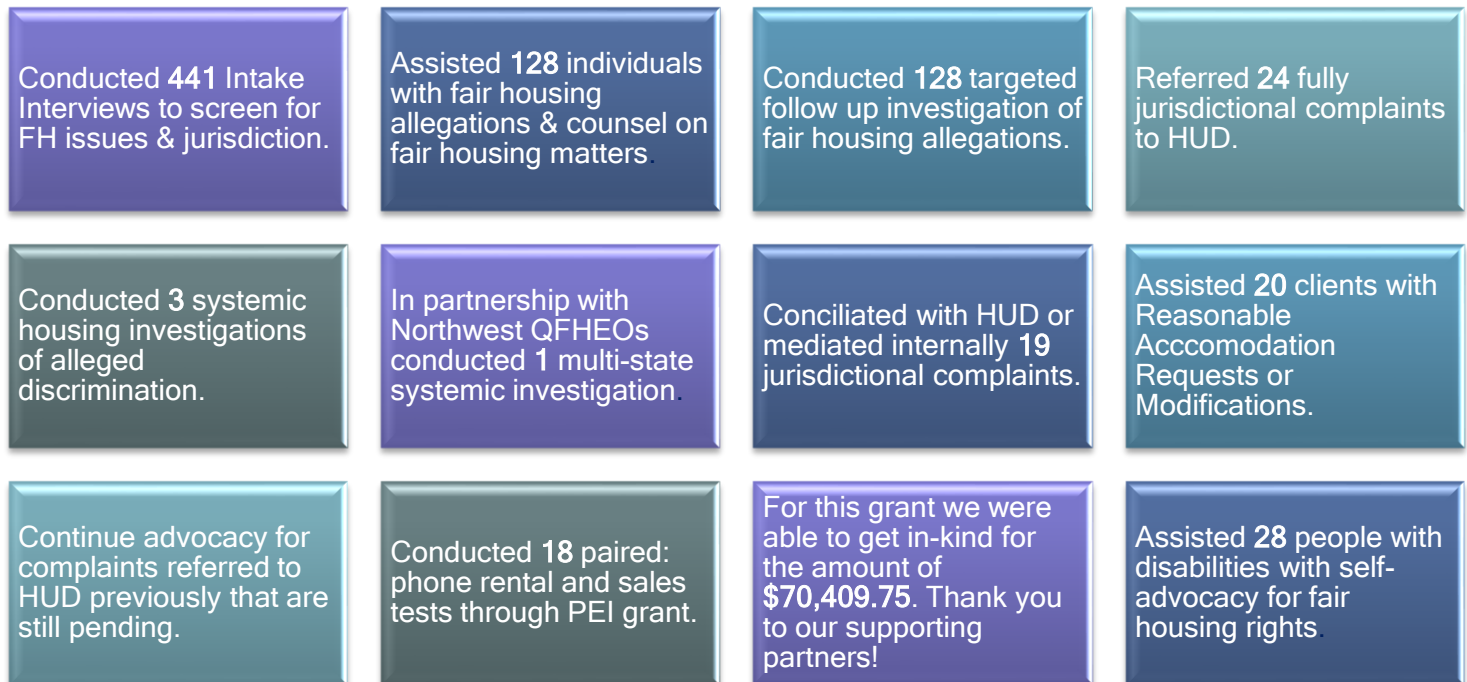 Conducted 441 Intake
Interviews to screen for
FH issues & jurisdiction.
Assisted 128 individuals
with fair housing
allegations & counsel on
fair housing matters.
Conducted 128 targeted
follow up investigation of
fair housing allegations.
Referred 24 fully
jurisdictional complaints
to HUD.
Conducted 3 systemic
housing investigations
of alleged
discrimination.
In partnership with
Northwest QFHEOs
conducted 1 multi-state
systemic investigation.
Conciliated with HUD or
mediated internally 19
jurisdictional complaints.
Assisted 20 clients with
Reasonable
Acccomodation
Requests or
Modifications.
Continue advocacy for
complaints referred to
HUD previously that are
still pending.
Conducted 18 paired:
phone rental and sales
tests through PEI grant.
For this grant we were
able to get in-kind for
the amount of
$70,409.75. Thank you
to our supporting
partners!
Assisted 28 people with
disabilities with self-
advocacy for fair
housing rights.